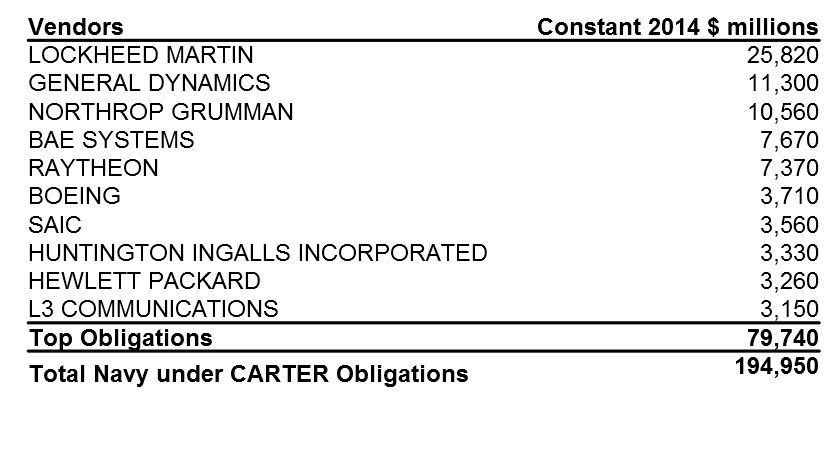 Vendors Constant 2014 $ millions
LOCKHEED MARTIN 25,820
GENERAL DYNAMICS 11,300
NORTHROP GRUMMAN 10,560
BAE SYSTEMS 7,670
RAYTHEON 7,370
BOEING 3,710
SAIC 3,560
HUNTINGTON INGALLS INCORPORATED 3,330
HEWLETT PACKARD 3,260
L3 COMMUNICATIONS 3,150
Top Obligations 79,740
Total Navy under CARTER Obligations 194,950